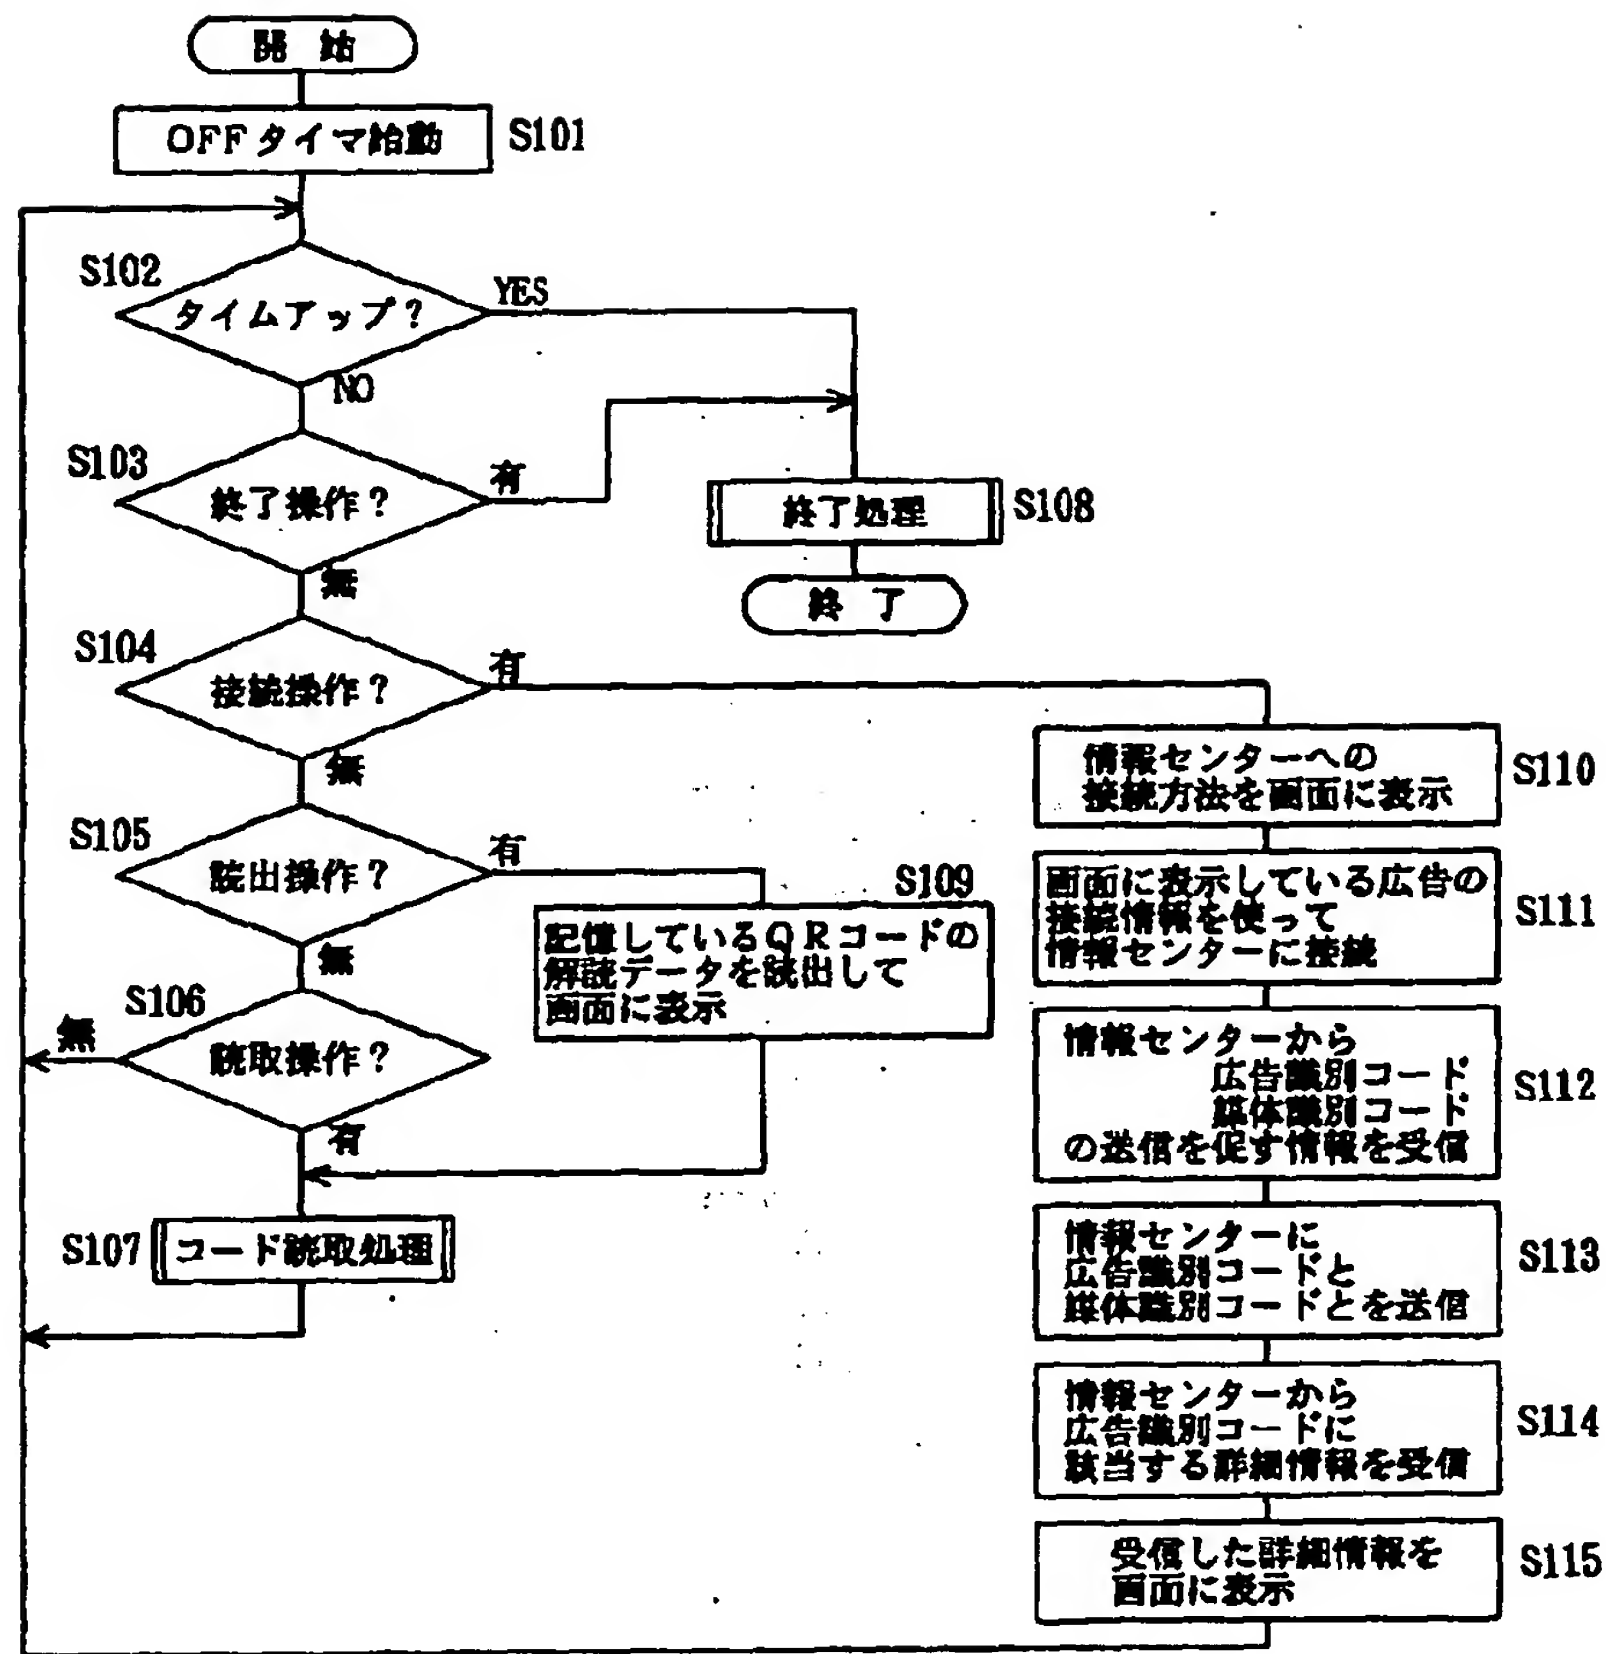 開始
OFFタイマ始動
S101
S102
タイムアップ?
YES
NO
S103
終了操作?
有
無
終了処理
S108
終了
S104
接続操作?
有
無
S105
読出操作?
有
無
S109
記憶しているQRコードの
解読データを読出して
画面に表示
S106
無
読取操作?
有
S107
コード読取処理
情報センターへの
接続方法を画面に表示
S110
画面に表示している広告の
接続情報を使って
情報センターに接続
S111
情報センターから
広告識別コード
媒体識別コード
の送信を促す情報を受信
S112
情報センターに
広告識別コードと
媒体識別コードとを送信
S113
情報センターから
広告識別コードに
該当する詳細情報を受信
S114
受信した詳細情報を
画面に表示
S115